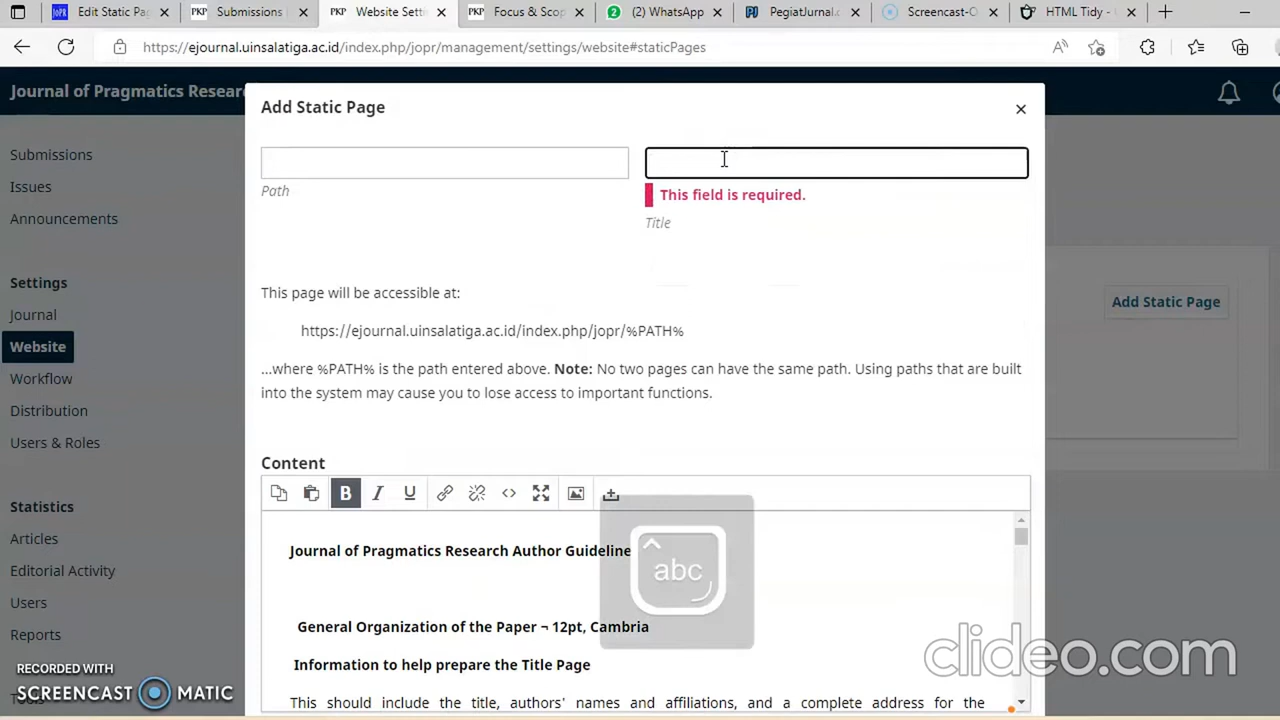 Edit Static Pag
Submissions |
Website Setti
Focus & Scop
(2) WhatsApp
PegiatJurnal.c
Screencast-O
HTML Tidy -
https://ejournal.uinsalatiga.ac.id/index.php/jopr/management/settings/website#staticPages
Journal of Pragmatics Resear
Submissions
Issues
Announcements
Settings
Journal
Website
Workflow
Distribution
Users & Roles
Statistics
Articles
Editorial Activity
Users
Reports
Tools
Add Static Page
Path
This field is required.
Title
This page will be accessible at:
https://ejournal.uinsalatiga.ac.id/index.php/jopr/%PATH%
...where %PATH% is the path entered above. Note: No two pages can have the same path. Using paths that are built
into the system may cause you to lose access to important functions.
Content
B I U
Journal of Pragmatics Research Author Guideline
General Organization of the Paper ¬ 12pt, Cambria
Information to help prepare the Title Page
This should include the title, authors' names and affiliations, and a complete address for the
Add Static Page
abc
RECORDED WITH
SCREENCAST MATIC
clideo.com